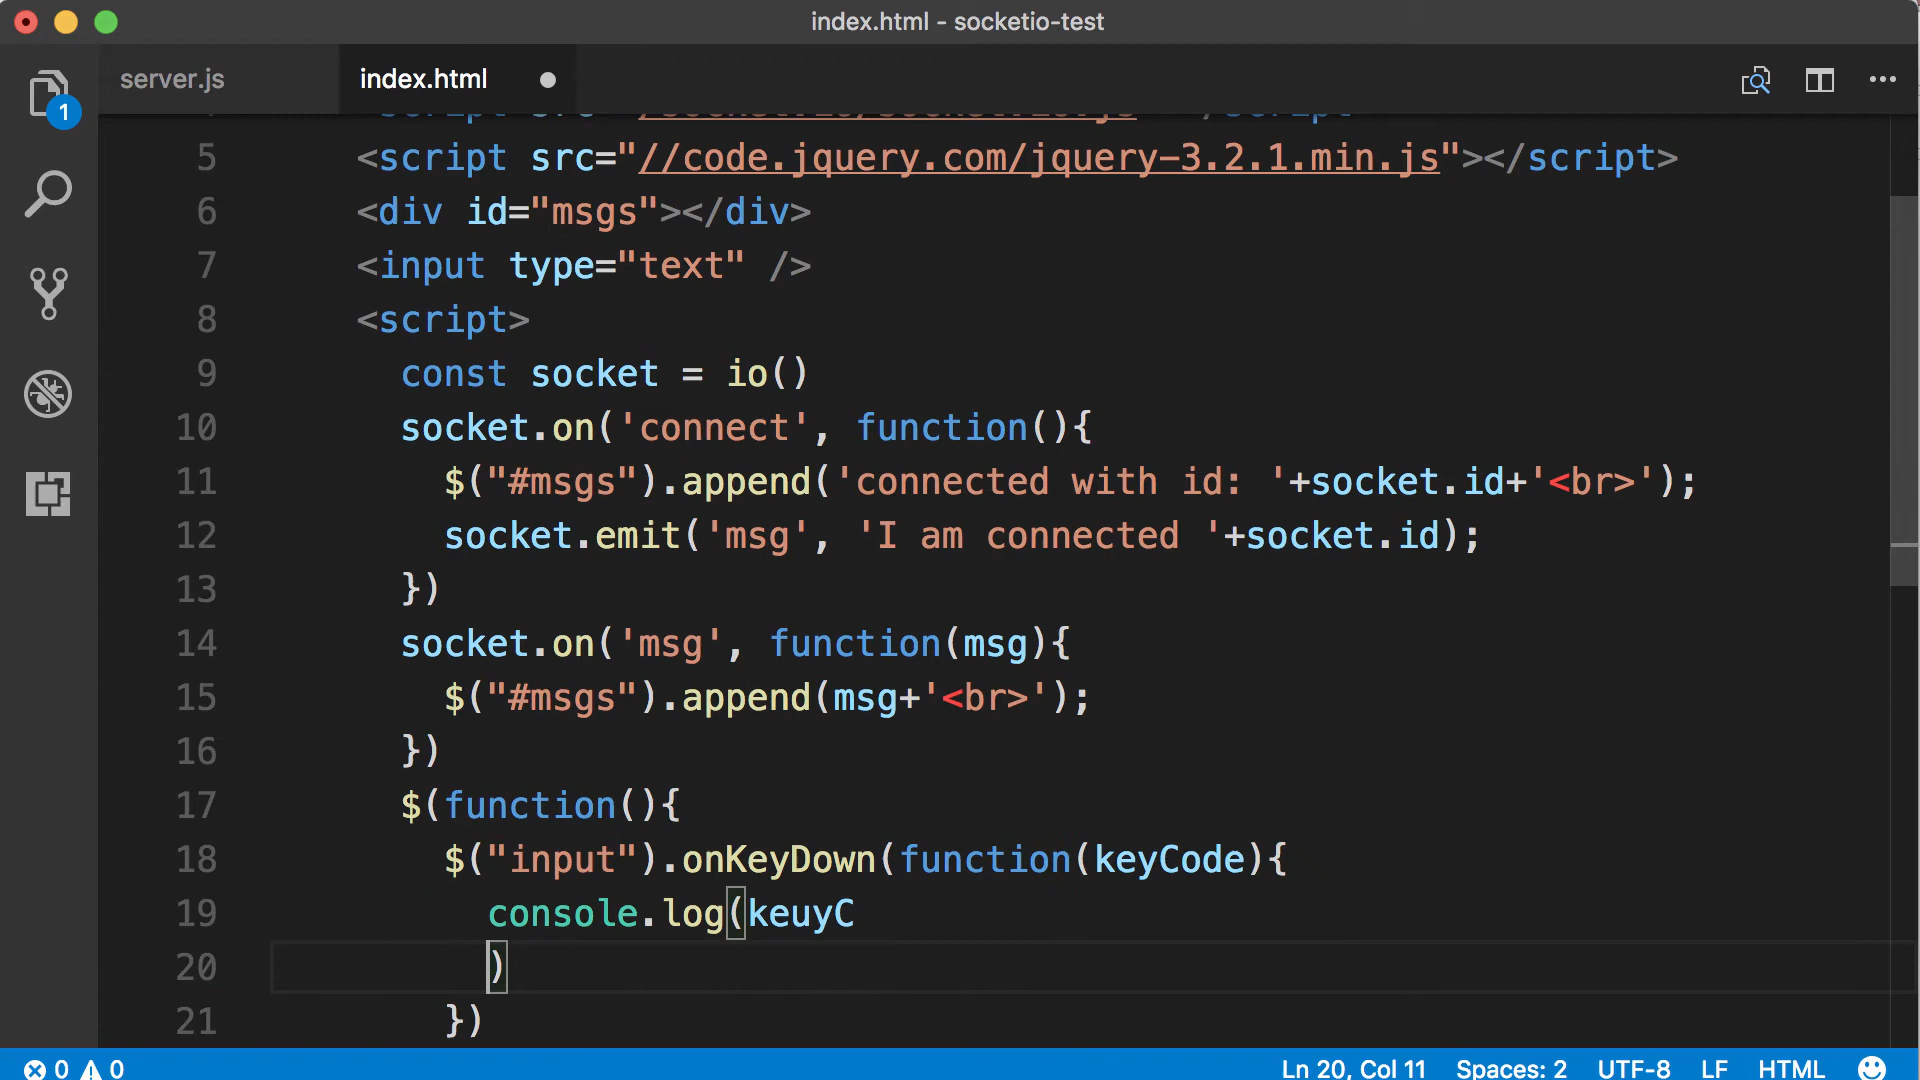 index.html - socketio-test
server.js
index.html
1
5 <script src="//code.jquery.com/jquery-3.2.1.min.js"></script>
6 <div id="msgs"></div>
7 <input type="text" />
8 <script>
9 const socket = io()
10 socket.on('connect', function(){
11 $("#msgs").append('connected with id: '+socket.id+'<br>');
12 socket.emit('msg', 'I am connected '+socket.id);
13 })
14 socket.on('msg', function(msg){
15 $("#msgs").append(msg+'<br>');
16 })
17 $(function(){
18 $("input").onKeyDown(function(keyCode){
19 console.log(keuyC
20 )
21 })
0 0 Ln 20, Col 11 Spaces: 2 UTF-8 LF HTML